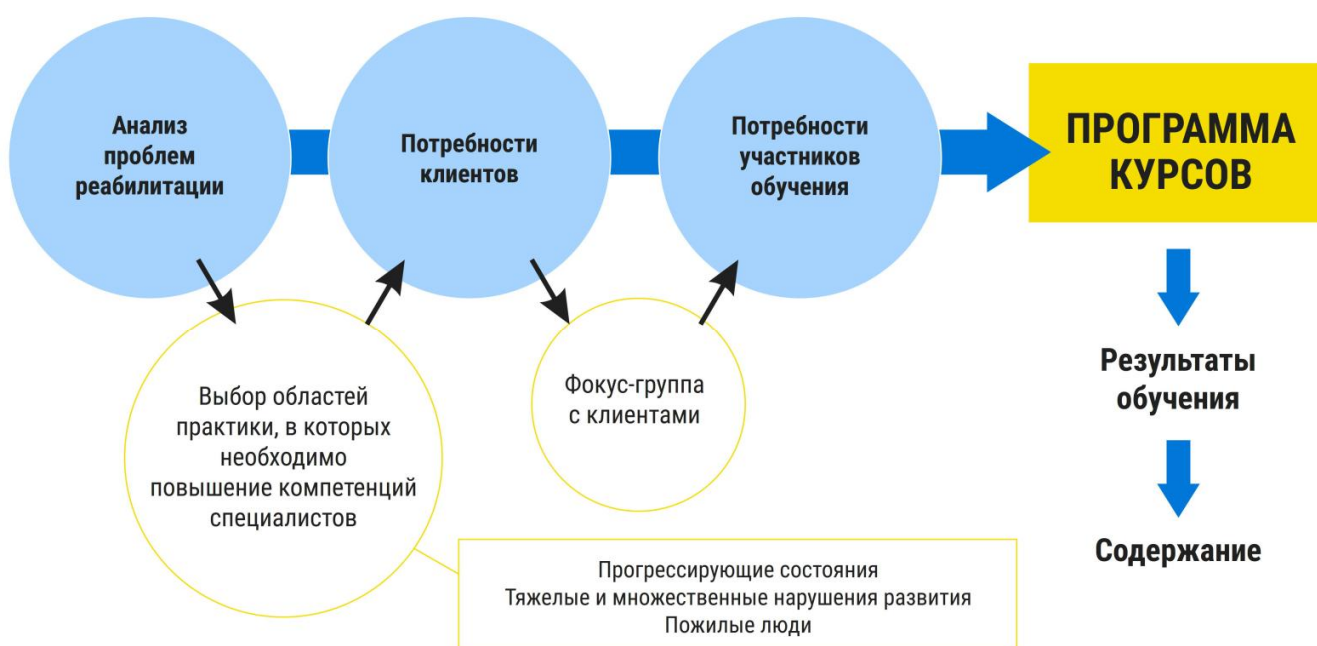 Анализ
проблем
реабилитации
Потребности
клиентов
Потребности
участников
обучения
ПРОГРАММА
КУРСОВ
Выбор областей
практики, в которых
необходимо
повышение компетенций
специалистов
Фокус-группа
с клиентами
Результаты
обучения
Содержание
Прогрессирующие состояния
Тяжелые и множественные нарушения развития
Пожилые люди